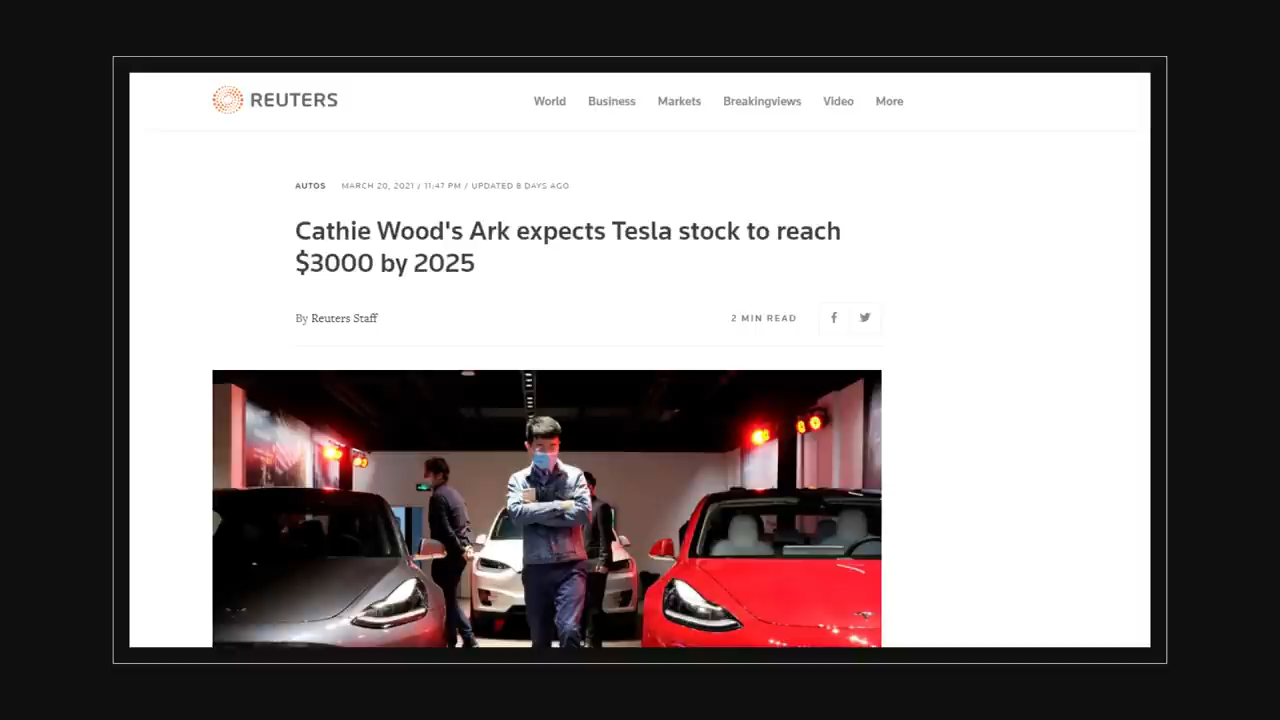 REUTERS
World Business Markets Breakingviews Video More
AUTOS MARCH 20, 2021 / 11:47 PM / UPDATED 8 DAYS AGO
Cathie Wood's Ark expects Tesla stock to reach
$3000 by 2025
By Reuters Staff
2 MIN READ